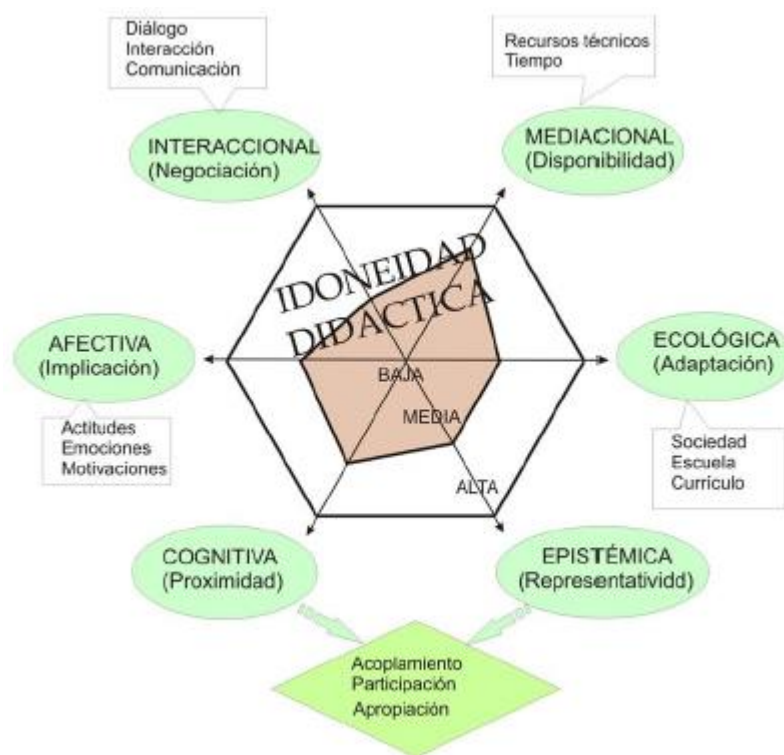 Diálogo
Interacción
Comunicación
Recursos técnicos
Tiempo
INTERACCIONAL
(Negociación)
MEDIACIONAL
(Disponibilidad)
IDONEIDAD
DIDACTICA
AFECTIVA
(Implicación)
ECOLÓGICA
(Adaptación)
BAJA
MEDIA
ALTA
Actitudes
Emociones
Motivaciones
Sociedad
Escuela
Currículo
COGNITIVA
(Proximidad)
EPISTÉMICA
(Representatividd)
Acoplamiento
Participación
Apropiación